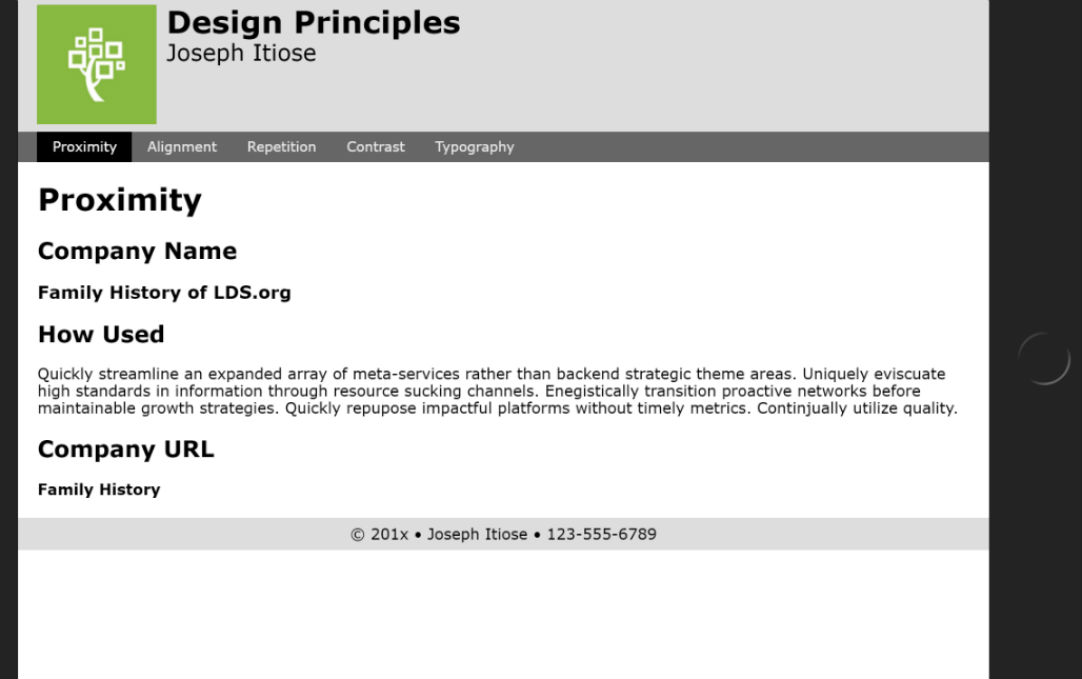 Design Principles
Joseph Itiose
Proximity Alignment Repetition Contrast Typography
Proximity
Company Name
Family History of LDS.org
How Used
Quickly streamline an expanded array of meta-services rather than backend strategic theme areas. Uniquely eviscuate
high standards in information through resource sucking channels. Enegistically transition proactive networks before
maintainable growth strategies. Quickly repupose impactful platforms without timely metrics. Continjually utilize quality.
Company URL
Family History
© 201x • Joseph Itiose • 123-555-6789